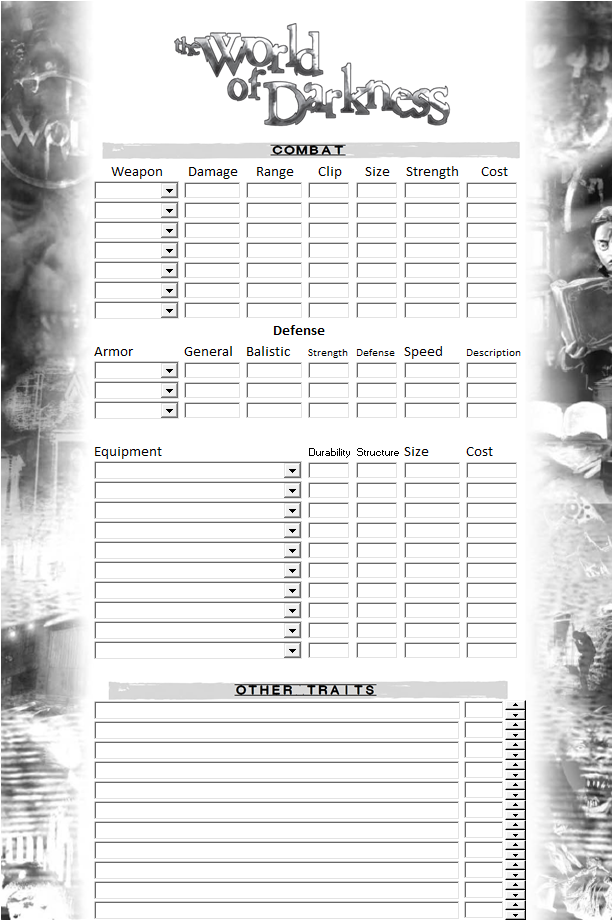 the World
of Darkness
COMBAT
Weapon Damage Range Clip Size Strength Cost
Defense
Armor General Balistic Strength Defense Speed Description
Equipment Durability Structure Size Cost
OTHER TRAITS